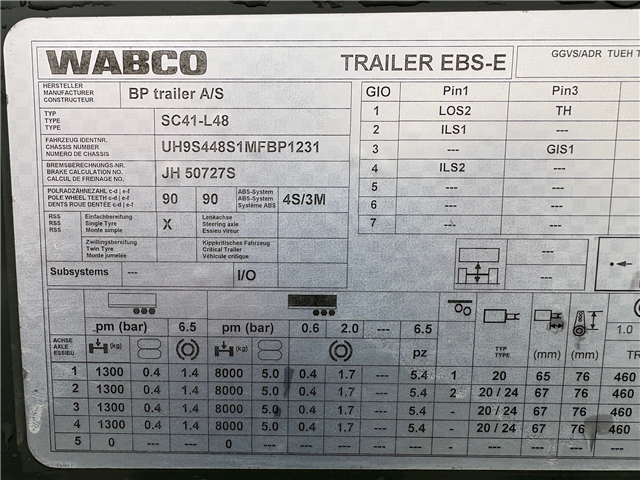 WABCO TRAILER EBS-E GGVS/ADR TUEH
HERSTELLER
MANUFACTURER
CONSTRUCTEUR
BP trailer A/S
TYP
TYPE
TYPE
SC41-L48
FAHRZEUG IDENTNR.
CHASSIS NUMBER
NUMERO DE CHASSIS
UH9S448S1MFBP1231
BREMSBERECHNUNGS-NR.
BRAKE CALCULATION NO.
CALCUL DE FREINAGE NO.
JH 50727S
POLRADZÄHNEZAHL c-d | e-f
POLE WHEEL TEETH c-d | e-f
DENTS ROUE DENTÉE c-d | e-f
90 90
ABS-System
ABS-System
Système ABS
4S/3M
RSS Einfachbereifung
RSS Single Tyre
RSS Monte simple
X
Lenkachse
Steering axle
Essieu vireur
---
Zwillingsbereifung
Twin Tyre
Monte jumelée
---
Kippkritisches Fahrzeug
Critical Trailer
Véhicule critique
---
Subsystems --- I/O
GIO Pin1 Pin3
1 LOS2 TH
2 ILS1 ---
3 --- GIS1
4 ILS2 ---
5 --- ---
6 --- ---
7 --- ---
---
---
pm (bar) 6.5 pm (bar) 0.6 2.0 --- 6.5
1.0
ACHSE
AXLE
ESSIEU
(kg) (kg) pz TYP
TYPE
(mm) (mm) TR
1 1300 0.4 1.4 8000 5.0 0.4 1.7 --- 5.4 1 20 65 76 460
2 1300 0.4 1.4 8000 5.0 0.4 1.7 --- 5.4 2 20 / 24 67 76 460
3 1300 0.4 1.4 8000 5.0 0.4 1.7 --- 5.4 - 20 / 24 67 76 460
4 1300 0.4 1.4 8000 5.0 0.4 1.7 --- 5.4 - 20 / 24 67 76 460
5 0 --- --- 0 --- --- --- --- --- - --- --- --- ---